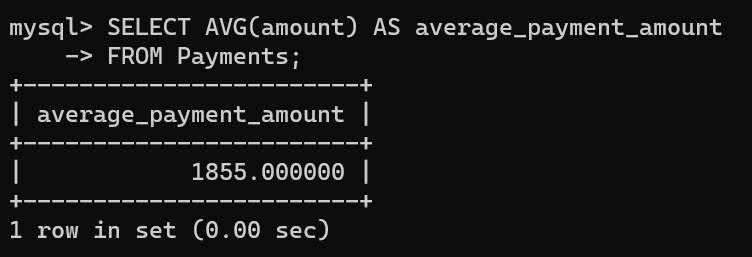 mysql> SELECT AVG(amount) AS average_payment_amount
    -> FROM Payments;
+------------------------+
| average_payment_amount |
+------------------------+
|            1855.000000 |
+------------------------+
1 row in set (0.00 sec)